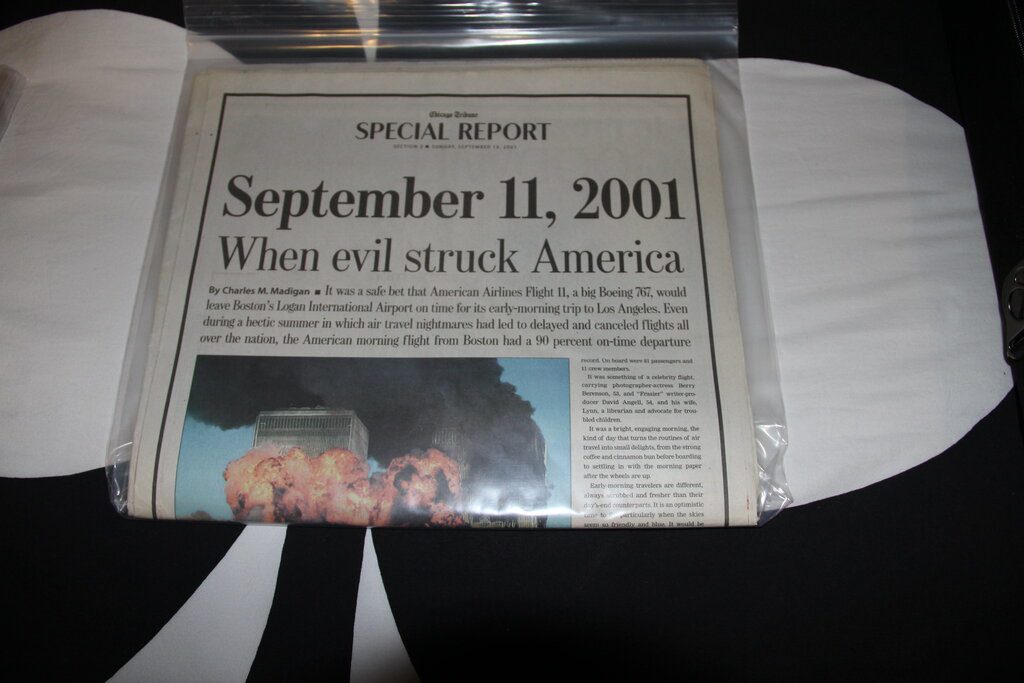 Chicago Tribune
SPECIAL REPORT
SECTION 2 ■ SUNDAY, SEPTEMBER 16, 2001
September 11, 2001
When evil struck America
By Charles M. Madigan ■ It was a safe bet that American Airlines Flight 11, a big Boeing 767, would
leave Boston's Logan International Airport on time for its early-morning trip to Los Angeles. Even
during a hectic summer in which air travel nightmares had led to delayed and canceled flights all
over the nation, the American morning flight from Boston had a 90 percent on-time departure
record. On board were 81 passengers and
11 crew members.
It was something of a celebrity flight,
carrying photographer-actress Berry
Berenson, 53, and "Frasier" writer-pro-
ducer David Angell, 54, and his wife,
Lynn, a librarian and advocate for trou-
bled children.
It was a bright, engaging morning, the
kind of day that turns the routines of air
travel into small delights, from the strong
coffee and cinnamon bun before boarding
to settling in with the morning paper
after the wheels are up.
Early-morning travelers are different,
always scrubbed and fresher than their
day's-end counterparts. It is an optimistic
time to fly, particularly when the skies
seem so friendly and blue. It would be